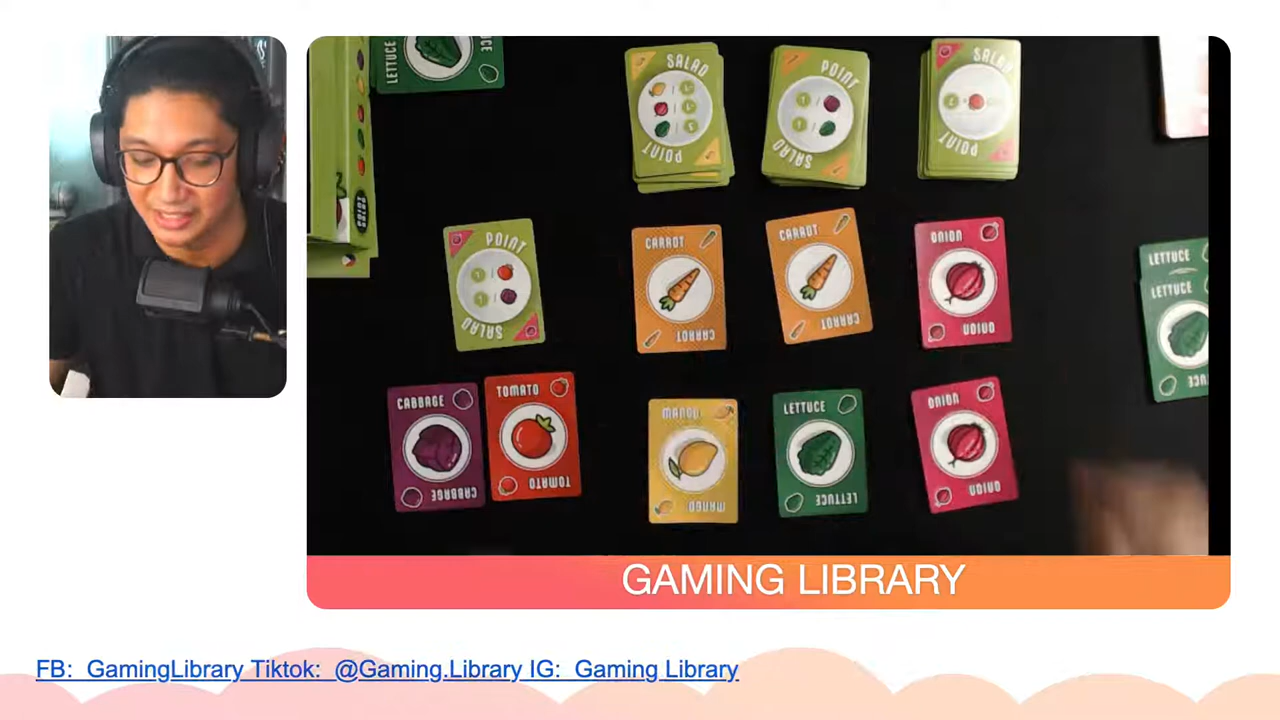 LETTUCE
LETTUCE
SALAD
POINT
POINT
SALAD
SALAD
POINT
POINT
SALAD
CARROT
CARROT
CARROT
CARROT
ONION
ONION
LETTUCE
LETTUCE
CABBAGE
CABBAGE
TOMATO
TOMATO
MANGO
MANGO
LETTUCE
LETTUCE
ONION
ONION
GAMING LIBRARY
FB: GamingLibrary Tiktok: @Gaming.Library IG: Gaming Library